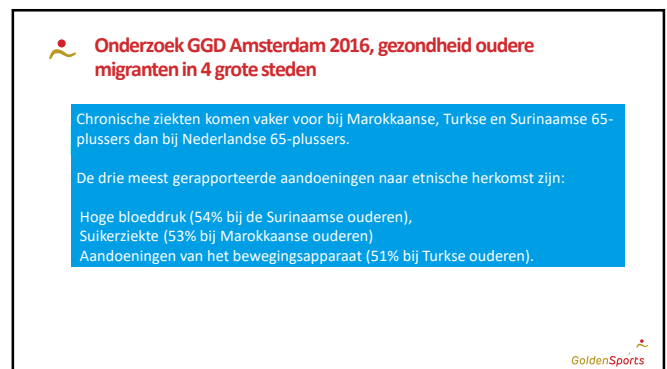 Onderzoek GGD Amsterdam 2016, gezondheid oudere
migranten in 4 grote steden
Chronische ziekten komen vaker voor bij Marokkaanse, Turkse en Surinaamse 65-
plussers dan bij Nederlandse 65-plussers.
De drie meest gerapporteerde aandoeningen naar etnische herkomst zijn:
Hoge bloeddruk (54% bij de Surinaamse ouderen),
Suikerziekte (53% bij Marokkaanse ouderen)
Aandoeningen van het bewegingsapparaat (51% bij Turkse ouderen).
GoldenSports